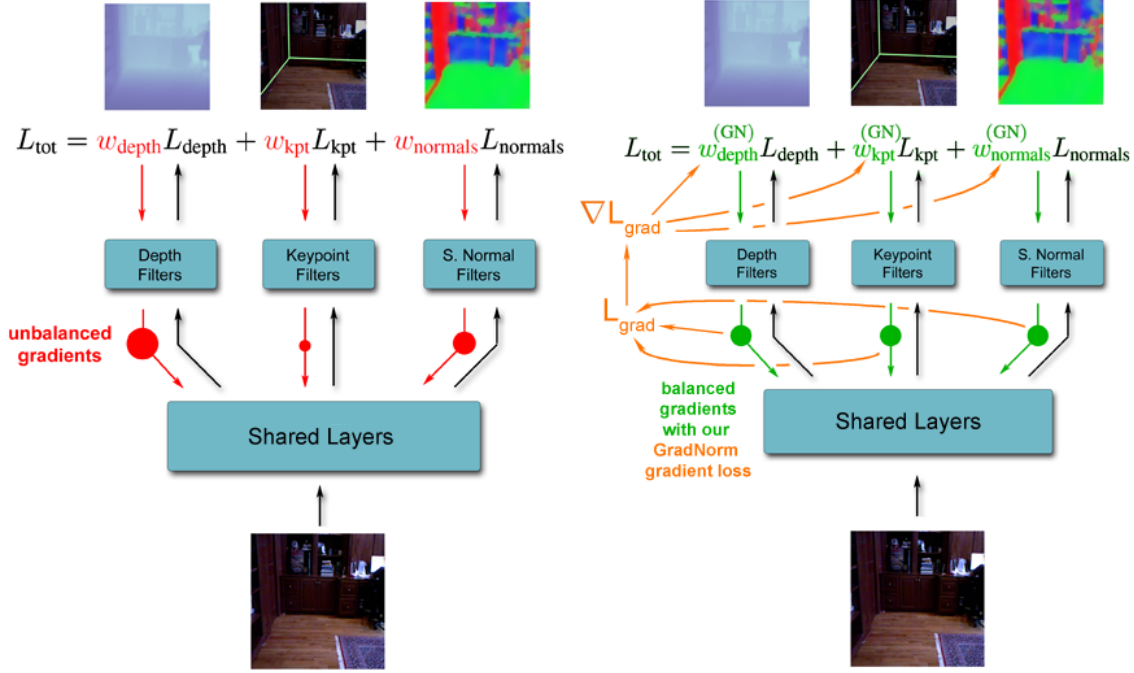 L_tot = w_depth L_depth + w_kpt L_kpt + w_normals L_normals
Depth
Filters
Keypoint
Filters
S. Normal
Filters
unbalanced
gradients
Shared Layers
L_tot = w_depth^(GN) L_depth + w_kpt^(GN) L_kpt + w_normals^(GN) L_normals
∇L_grad
Depth
Filters
Keypoint
Filters
S. Normal
Filters
L_grad
balanced
gradients
with our
GradNorm
gradient loss
Shared Layers